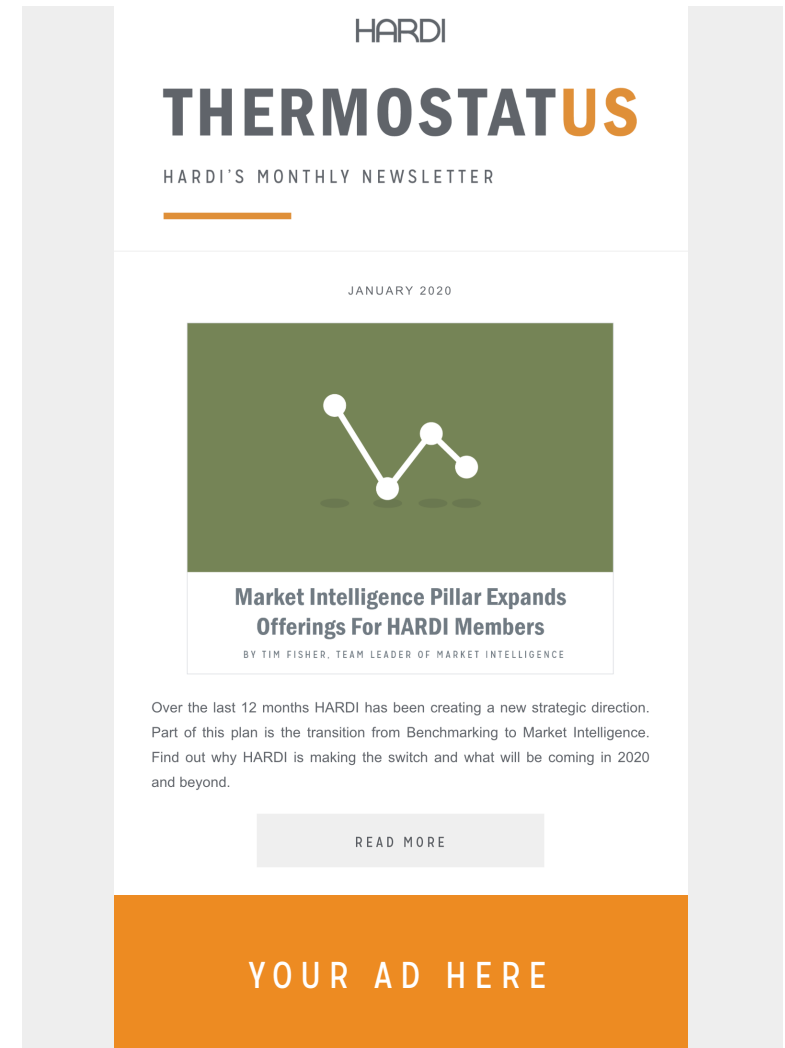 HARDI
THERMOSTATUS
HARDI'S MONTHLY NEWSLETTER
JANUARY 2020
Market Intelligence Pillar Expands
Offerings For HARDI Members
BY TIM FISHER, TEAM LEADER OF MARKET INTELLIGENCE
Over the last 12 months HARDI has been creating a new strategic direction.
Part of this plan is the transition from Benchmarking to Market Intelligence.
Find out why HARDI is making the switch and what will be coming in 2020
and beyond.
READ MORE
YOUR AD HERE